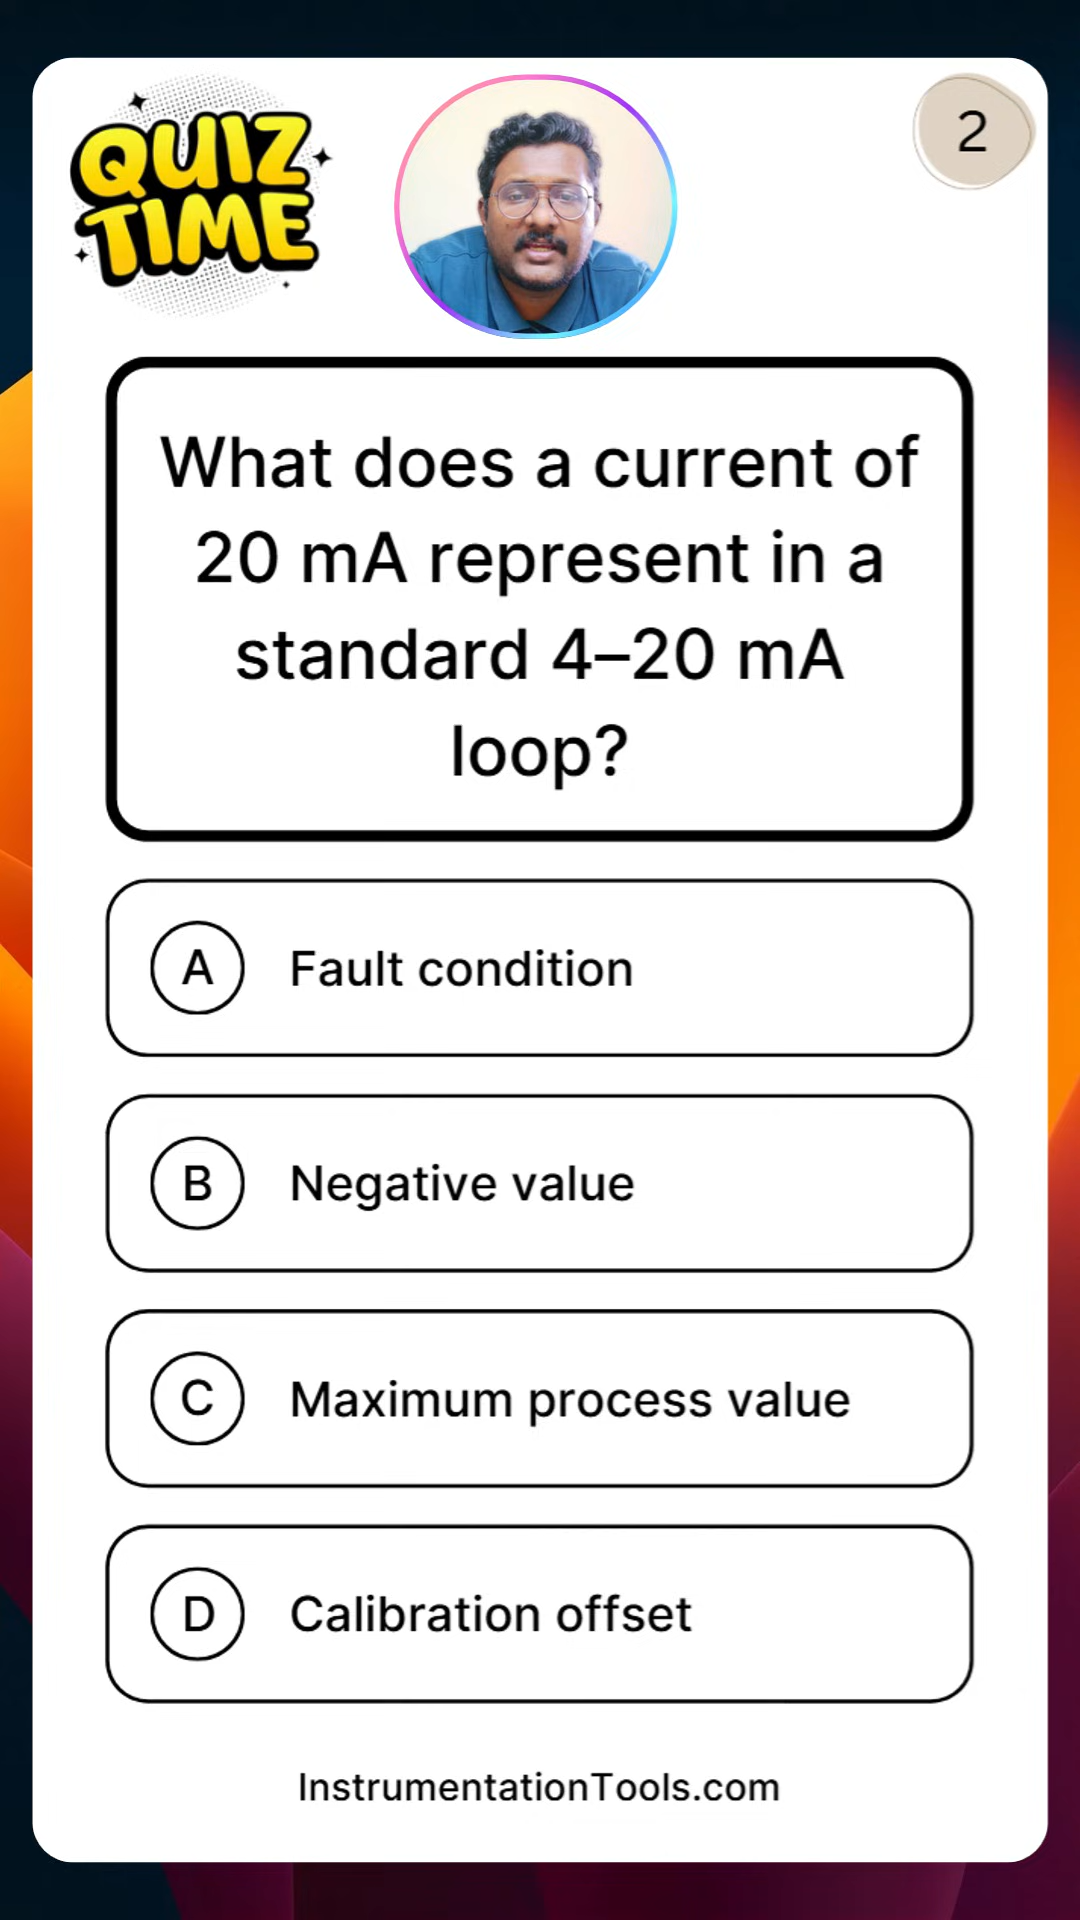 QUIZ
TIME
2
What does a current of
20 mA represent in a
standard 4–20 mA
loop?
A Fault condition
B Negative value
C Maximum process value
D Calibration offset
InstrumentationTools.com